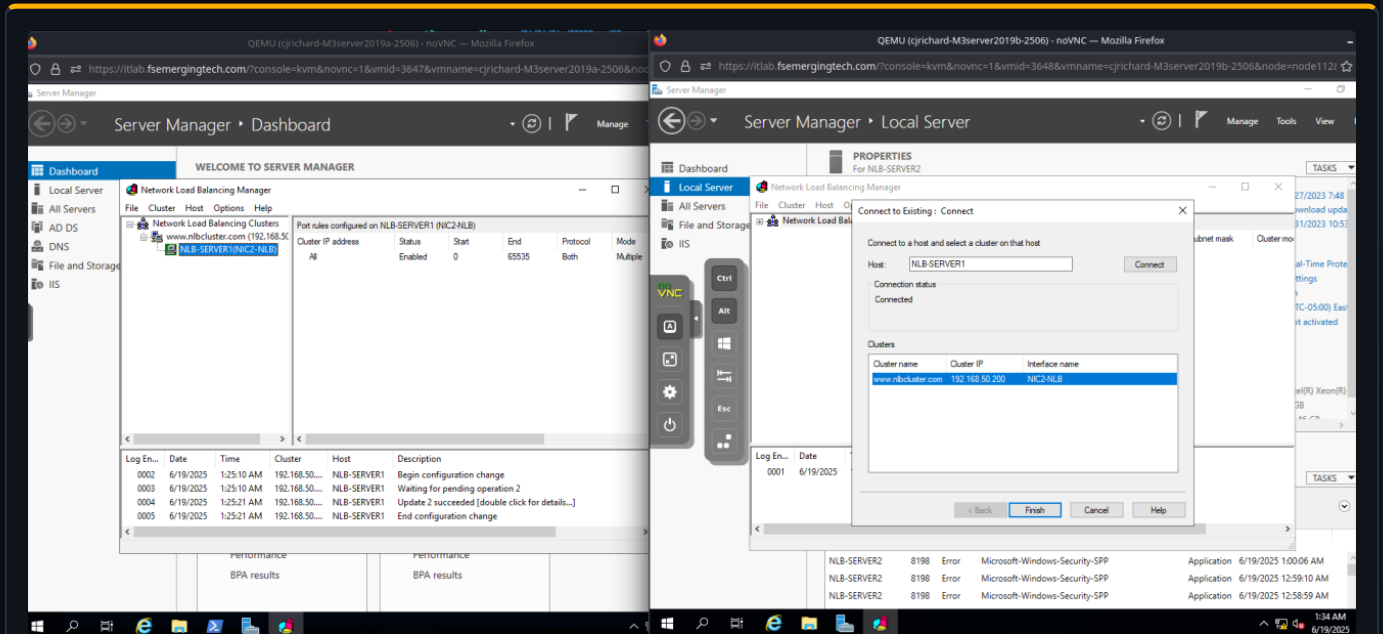 QEMU (cjrichard-M3server2019a-2506) - noVNC — Mozilla Firefox
https://itlab.fsemergingtech.com/?console=kvm&novnc=1&vmid=3647&vmname=cjrichard-M3server2019a-2506&noc
Server Manager
Server Manager • Dashboard
Manage
Dashboard
Local Server
All Servers
AD DS
DNS
File and Storage
IIS
WELCOME TO SERVER MANAGER
Network Load Balancing Manager
File Cluster Host Options Help
Network Load Balancing Clusters
www.nlbcluster.com (192.168.50
NLB-SERVER1(NIC2-NLB)
Port rules configured on NLB-SERVER1 (NIC2-NLB)
Cluster IP address Status Start End Protocol Mode
All Enabled 0 65535 Both Multiple
Log En... Date Time Cluster Host Description
0002 6/19/2025 1:25:10 AM 192.168.50.... NLB-SERVER1 Begin configuration change
0003 6/19/2025 1:25:10 AM 192.168.50.... NLB-SERVER1 Waiting for pending operation 2
0004 6/19/2025 1:25:21 AM 192.168.50.... NLB-SERVER1 Update 2 succeeded [double click for details...]
0005 6/19/2025 1:25:21 AM 192.168.50.... NLB-SERVER1 End configuration change
Performance Performance
BPA results BPA results
QEMU (cjrichard-M3server2019b-2506) - noVNC — Mozilla Firefox
https://itlab.fsemergingtech.com/?console=kvm&novnc=1&vmid=3648&vmname=cjrichard-M3server2019b-2506&node=node112
Server Manager
Server Manager • Local Server
Manage Tools View
Dashboard
Local Server
All Servers
File and Storage
IIS
PROPERTIES
For NLB-SERVER2
TASKS
27/2023 7:48
ownload upda
31/2023 10:53
al-Time Prote
ttings
TC-05:00) East
ot activated
tel(R) Xeon(R)
GB
TASKS
noVNC
Ctrl
Alt
Esc
Network Load Balancing Manager
File Cluster Host O
Network Load Bala
ubnet mask Cluster mo
Log En... Date
0001 6/19/2025
Connect to Existing : Connect
Connect to a host and select a cluster on that host
Host: NLB-SERVER1 Connect
Connection status
Connected
Clusters
Cluster name Cluster IP Interface name
www.nlbcluster.com 192.168.50.200 NIC2-NLB
< Back Finish Cancel Help
NLB-SERVER2 8198 Error Microsoft-Windows-Security-SPP Application 6/19/2025 1:00:06 AM
NLB-SERVER2 8198 Error Microsoft-Windows-Security-SPP Application 6/19/2025 12:59:10 AM
NLB-SERVER2 8198 Error Microsoft-Windows-Security-SPP Application 6/19/2025 12:58:59 AM
1:34 AM
6/19/2025